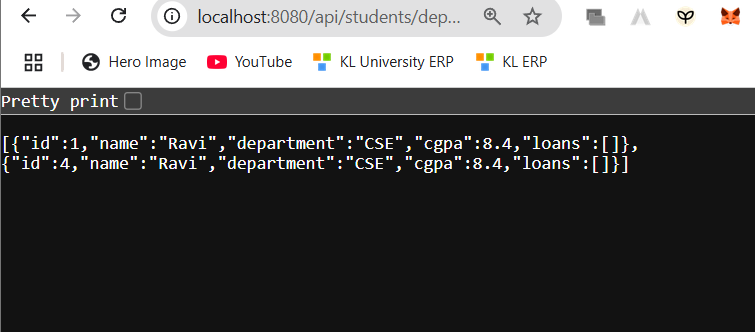 localhost:8080/api/students/dep...
Hero Image YouTube KL University ERP KL ERP
Pretty print
[{"id":1,"name":"Ravi","department":"CSE","cgpa":8.4,"loans":[]},
{"id":4,"name":"Ravi","department":"CSE","cgpa":8.4,"loans":[]}]